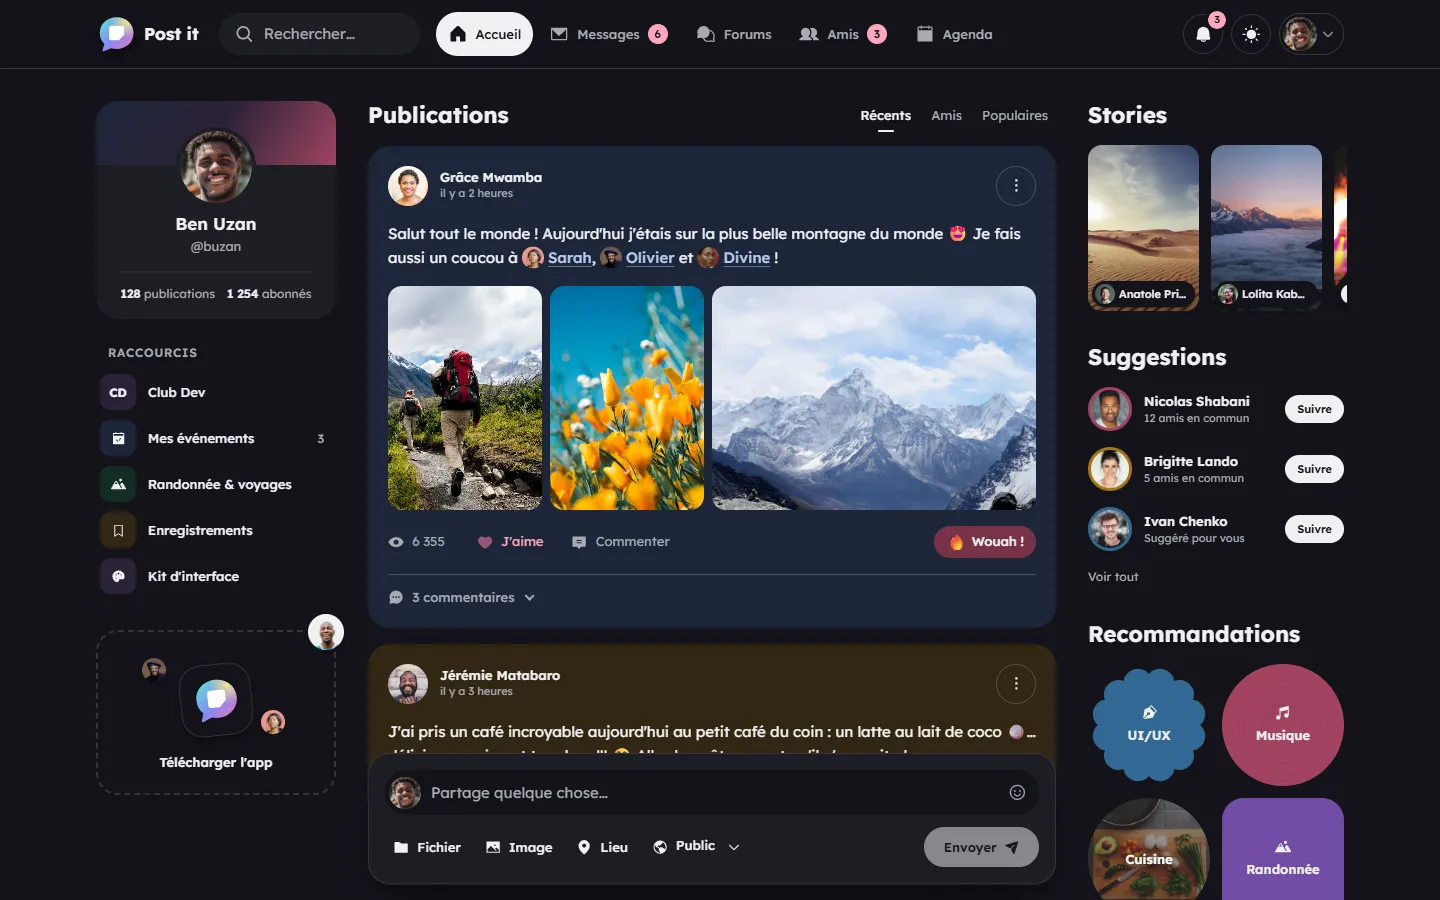 Post it
Rechercher...
Accueil
Messages 6
Forums
Amis 3
Agenda
3
Ben Uzan
@buzan
128 publications 1 254 abonnés
RACCOURCIS
CD Club Dev
Mes événements 3
Randonnée & voyages
Enregistrements
Kit d'interface
Télécharger l'app
Publications
Récents Amis Populaires
Grâce Mwamba
il y a 2 heures
Salut tout le monde ! Aujourd'hui j'étais sur la plus belle montagne du monde 🤩 Je fais
aussi un coucou à Sarah, Olivier et Divine !
6 355 J'aime Commenter 🔥 Wouah !
3 commentaires
Jérémie Matabaro
il y a 3 heures
J'ai pris un café incroyable aujourd'hui au petit café du coin : un latte au lait de coco ...
Partage quelque chose...
Fichier Image Lieu Public Envoyer
Stories
Anatole Pri...
Lolita Kab...
Suggestions
Nicolas Shabani
12 amis en commun
Suivre
Brigitte Lando
5 amis en commun
Suivre
Ivan Chenko
Suggéré pour vous
Suivre
Voir tout
Recommandations
UI/UX
Musique
Cuisine
Randonnée